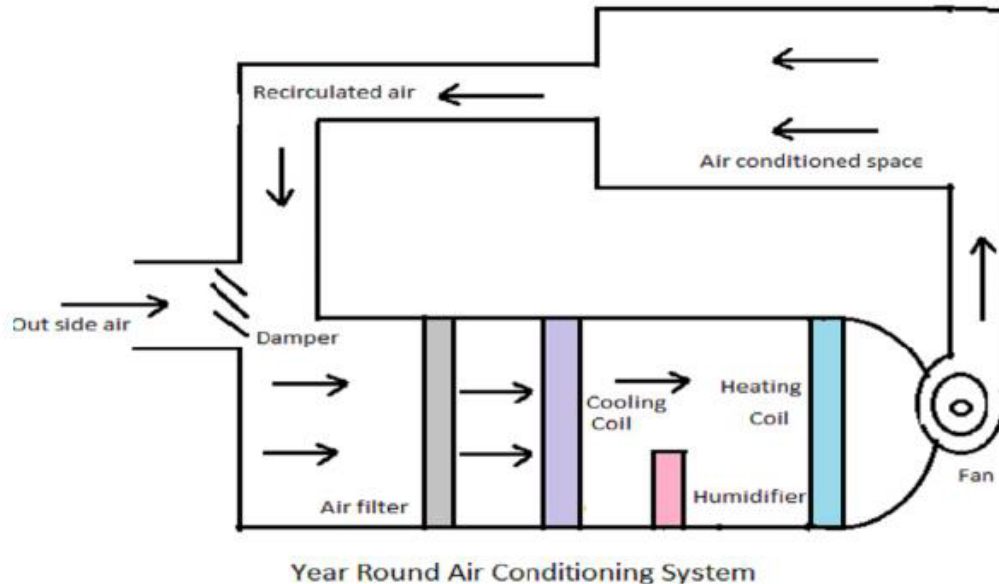 Recirculated air
Air conditioned space
Out side air
Damper
Cooling
Coil
Heating
Coil
Air filter
Humidifier
Fan
Year Round Air Conditioning System